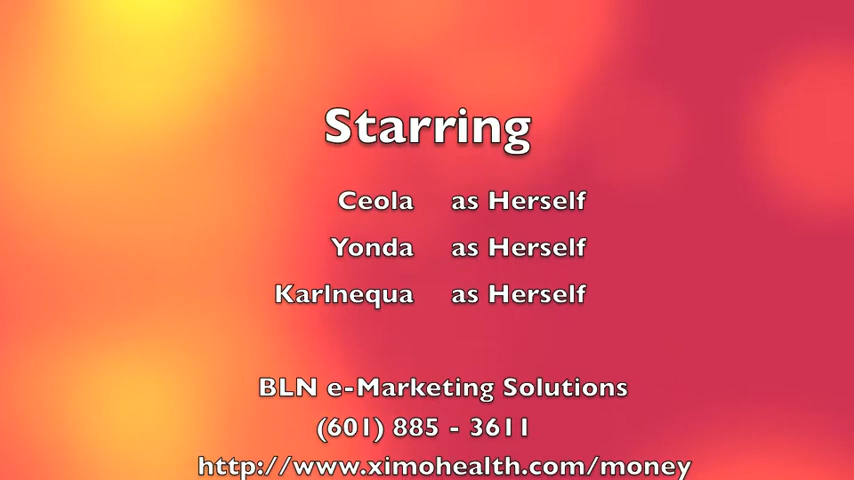 Starring
Ceola as Herself
Yonda as Herself
Karlnequa as Herself
BLN e-Marketing Solutions
(601) 885 - 3611
http://www.ximohealth.com/money